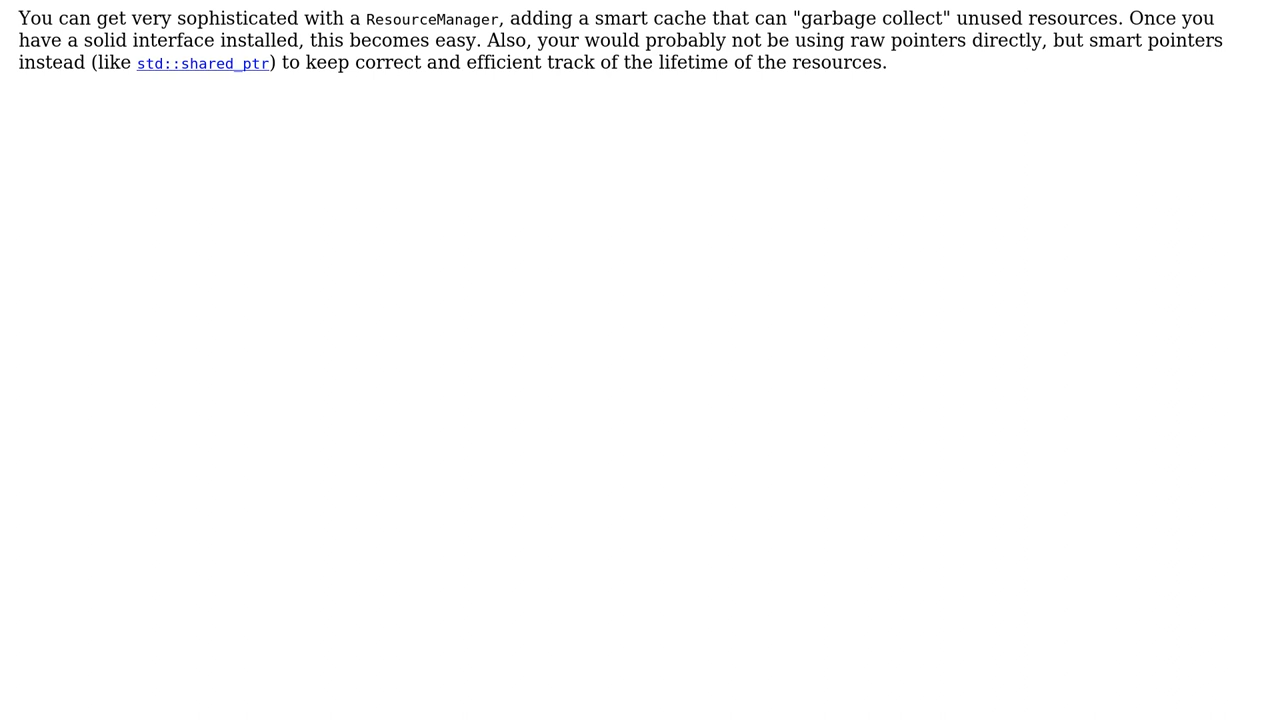 You can get very sophisticated with a ResourceManager, adding a smart cache that can "garbage collect" unused resources. Once you
have a solid interface installed, this becomes easy. Also, your would probably not be using raw pointers directly, but smart pointers
instead (like std::shared_ptr) to keep correct and efficient track of the lifetime of the resources.